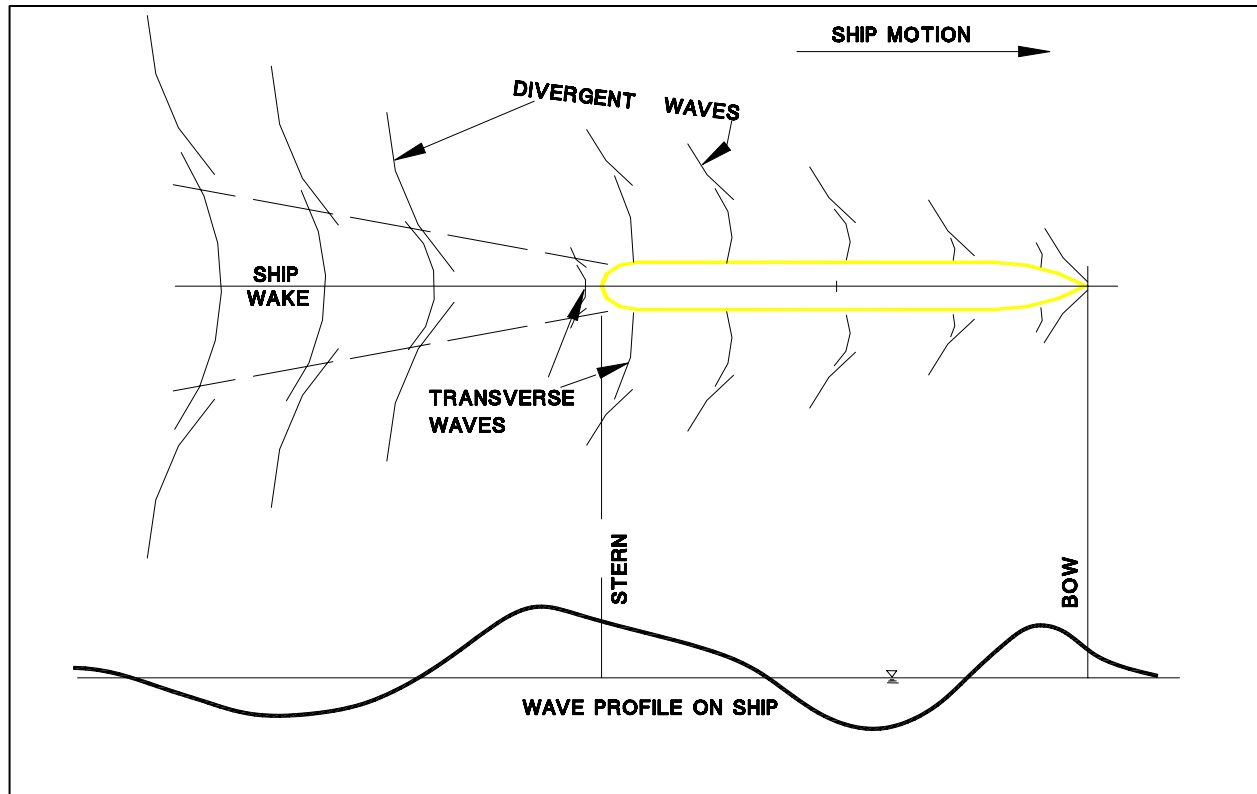 SHIP MOTION
DIVERGENT WAVES
SHIP
WAKE
TRANSVERSE
WAVES
STERN
BOW
WAVE PROFILE ON SHIP